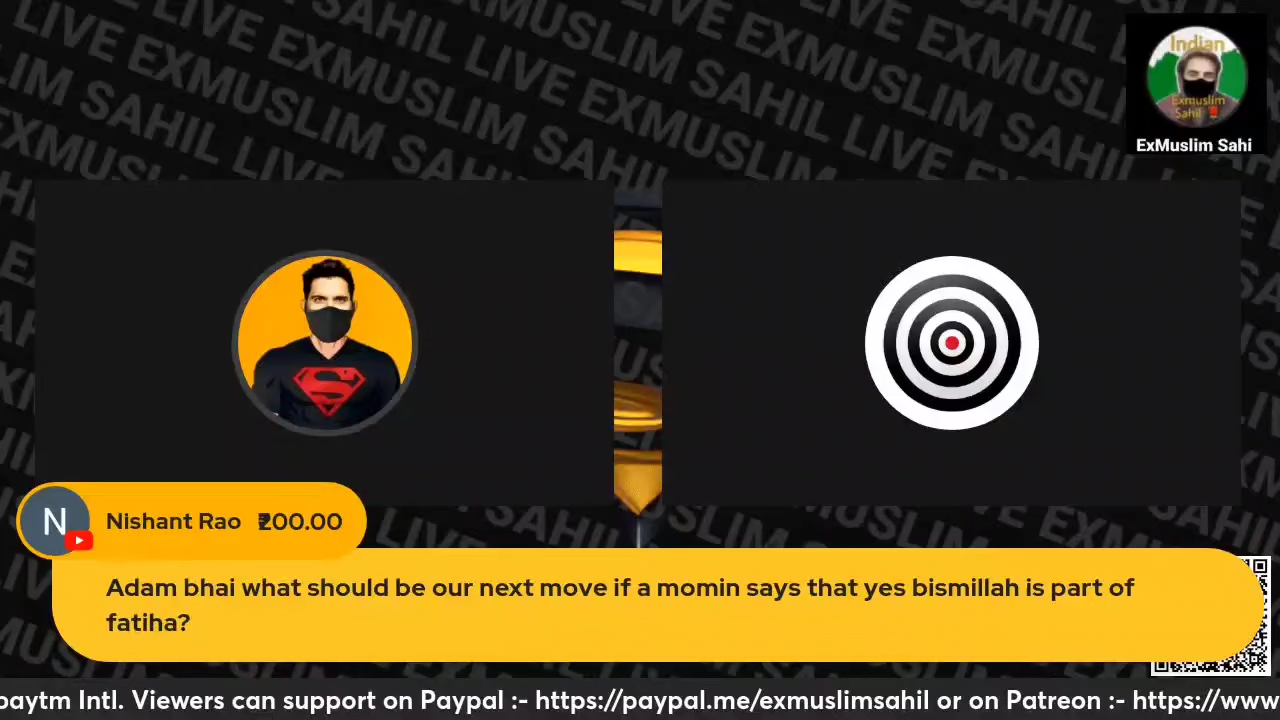 Indian
Exmuslim
Sahil
ExMuslim Sahi
N
Nishant Rao ₹200.00
Adam bhai what should be our next move if a momin says that yes bismillah is part of
fatiha?
paytm Intl. Viewers can support on Paypal :- https://paypal.me/exmuslimsahil or on Patreon :- https://www